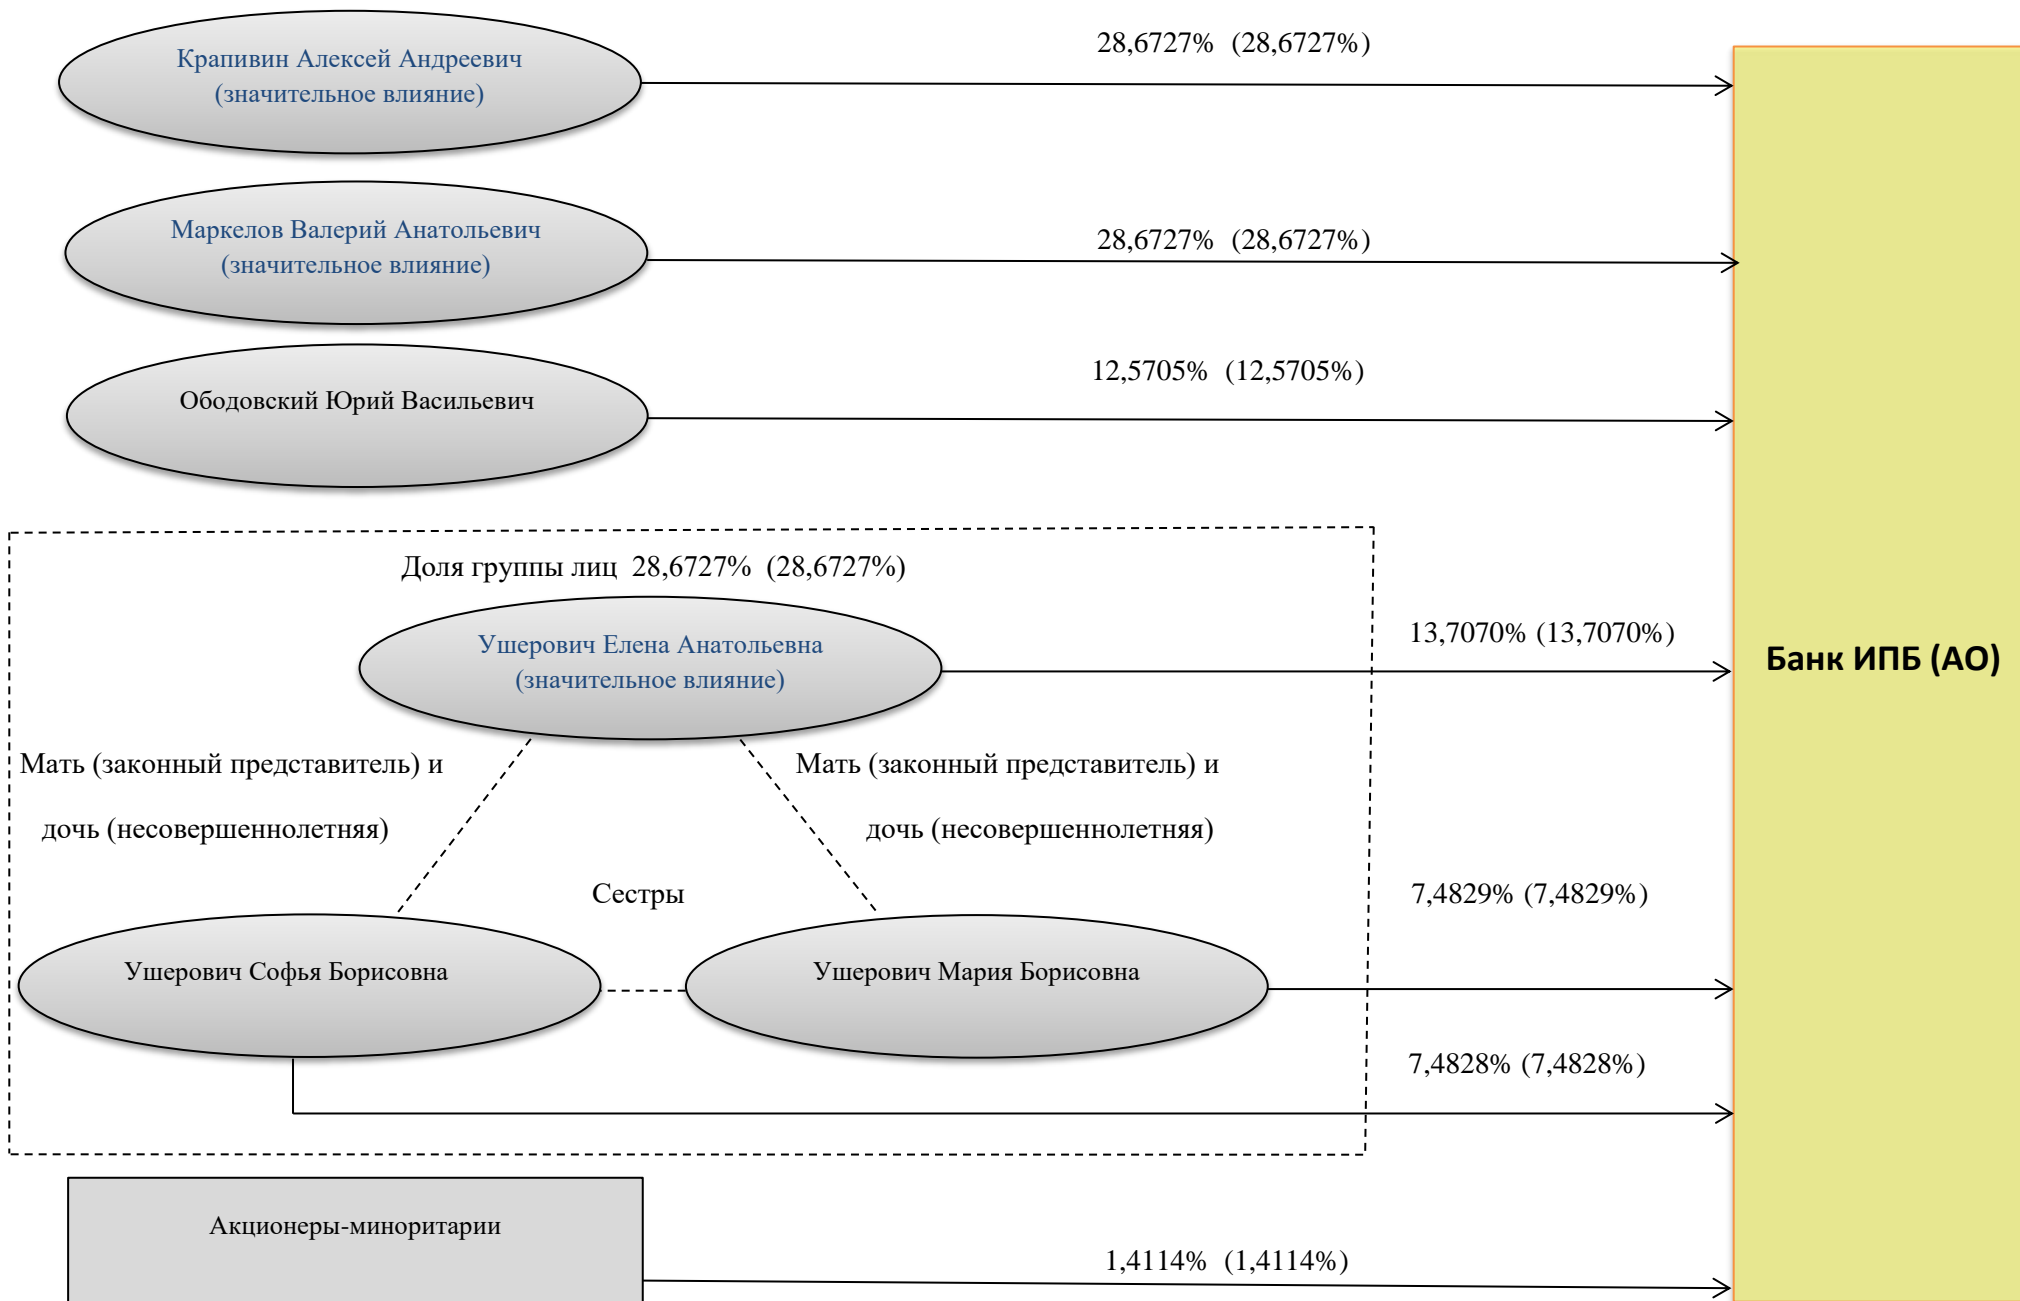 Крапивин Алексей Андреевич
(значительное влияние)
28,6727% (28,6727%)
Маркелов Валерий Анатольевич
(значительное влияние)
28,6727% (28,6727%)
Ободовский Юрий Васильевич
12,5705% (12,5705%)
Доля группы лиц 28,6727% (28,6727%)
Ушерович Елена Анатольевна
(значительное влияние)
13,7070% (13,7070%)
Банк ИПБ (АО)
Мать (законный представитель) и
дочь (несовершеннолетняя)
Мать (законный представитель) и
дочь (несовершеннолетняя)
Сестры
7,4829% (7,4829%)
Ушерович Софья Борисовна
Ушерович Мария Борисовна
7,4828% (7,4828%)
Акционеры-миноритарии
1,4114% (1,4114%)